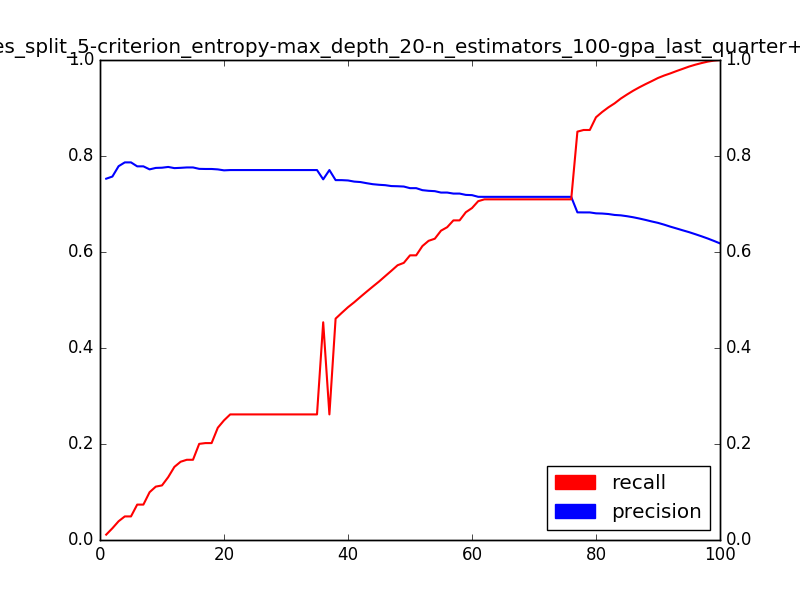 es_split_5-criterion_entropy-max_depth_20-n_estimators_100-gpa_last_quarter+
1.0 1.0
0.8 0.8
0.6 0.6
0.4 0.4
0.2 0.2
recall
precision
0.0 0.0
0 20 40 60 80 100